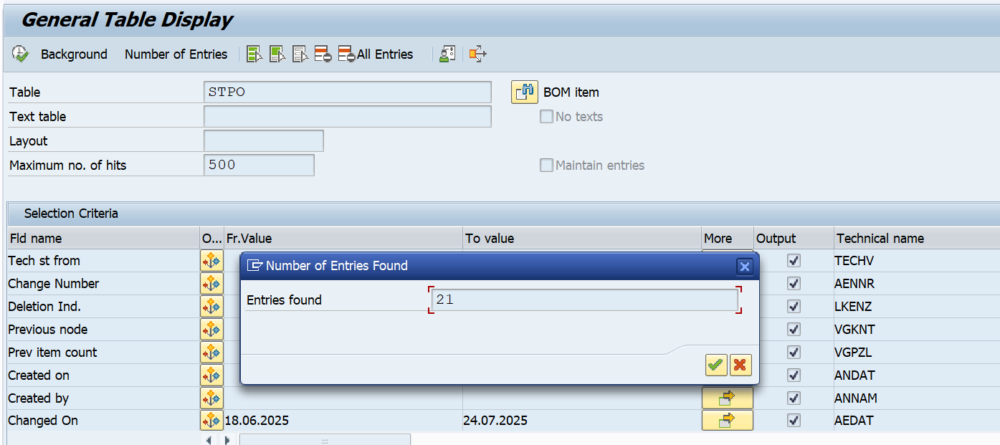 General Table Display
Background Number of Entries All Entries
Table STPO BOM item
Text table No texts
Layout
Maximum no. of hits 500 Maintain entries
Selection Criteria
Fld name O... Fr.Value To value More Output Technical name
Tech st from TECHV
Change Number AENNR
Deletion Ind. LKENZ
Previous node VGKNT
Prev item count VGPZL
Created on ANDAT
Created by ANNAM
Changed On 18.06.2025 24.07.2025 AEDAT
Number of Entries Found
Entries found 21